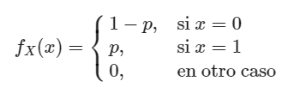 1 − p, si x = 0
f_X(x) = { p, si x = 1
0, en otro caso